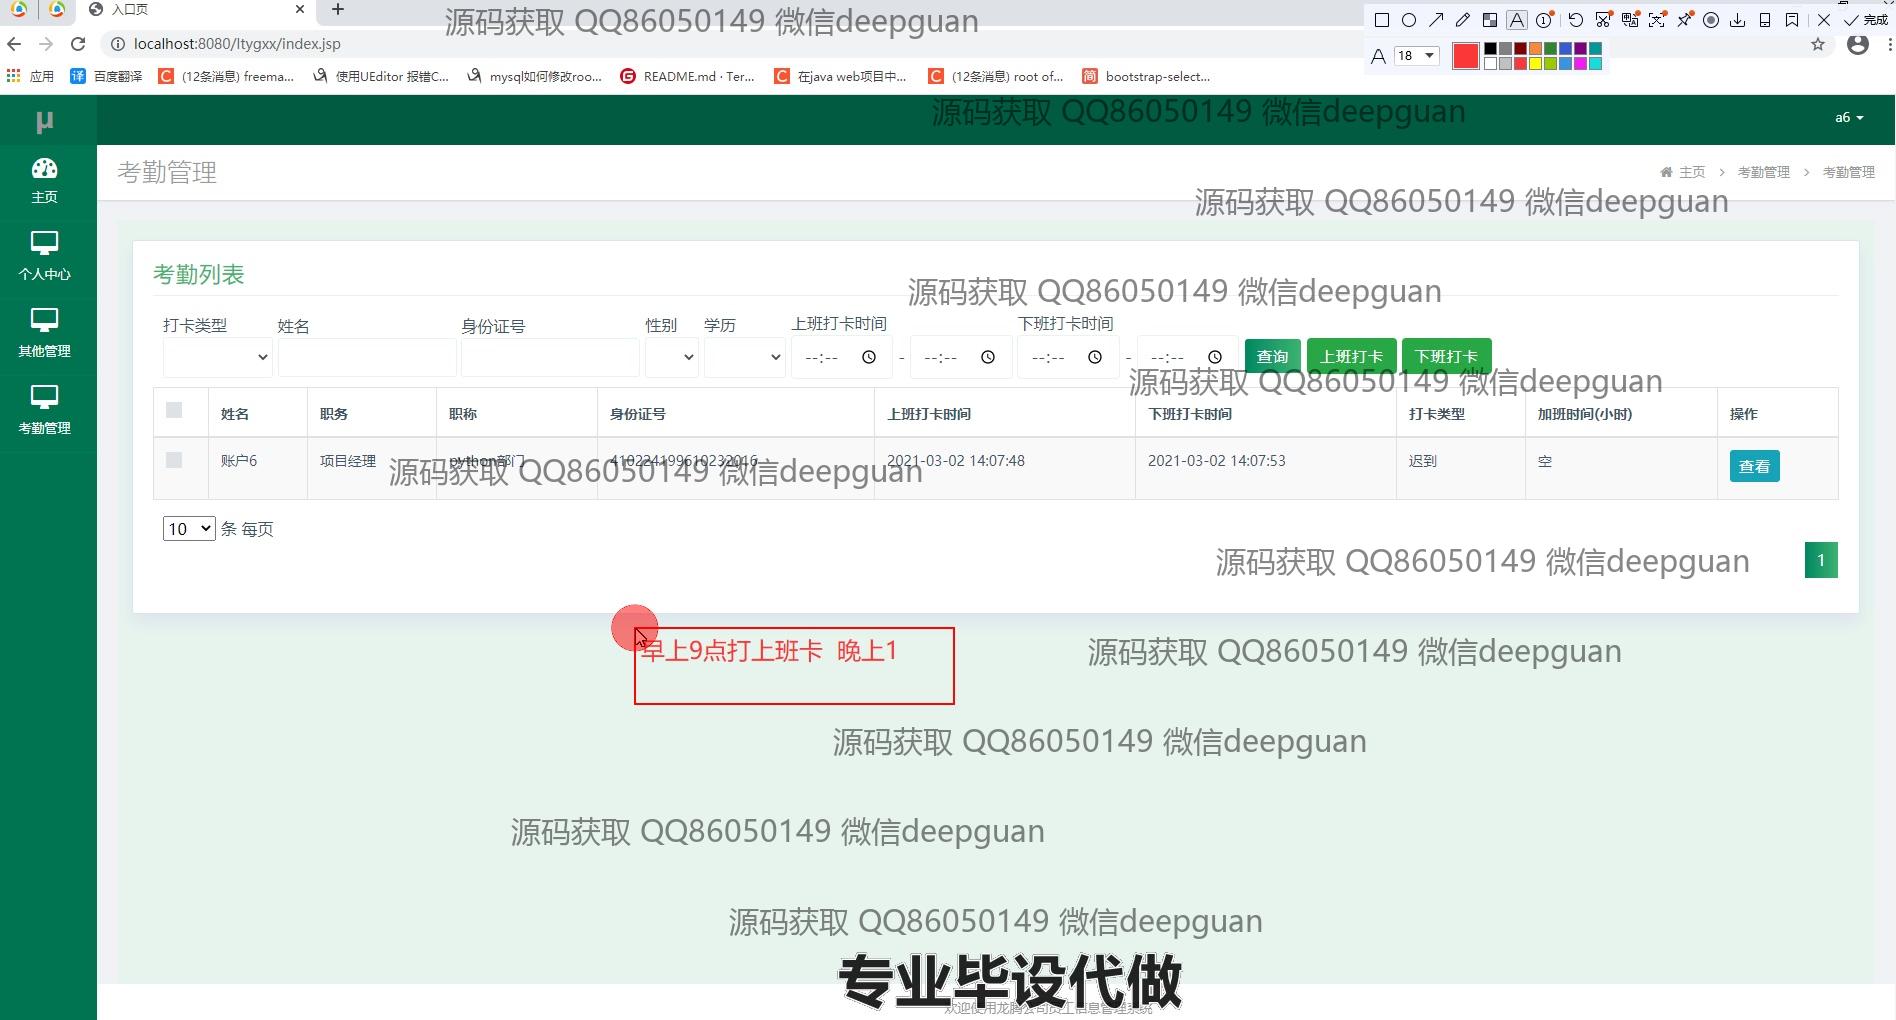 入口页
源码获取 QQ86050149 微信deepguan
完成
localhost:8080/ltygxx/index.jsp
18
应用
百度翻译
(12条消息) freema...
使用UEditor 报错C...
mysql如何修改roo...
README.md · Ter...
在java web项目中...
(12条消息) root of...
bootstrap-select...
μ
源码获取 QQ86050149 微信deepguan
a6
主页
考勤管理
主页 > 考勤管理 > 考勤管理
源码获取 QQ86050149 微信deepguan
个人中心
考勤列表
源码获取 QQ86050149 微信deepguan
打卡类型 姓名 身份证号 性别 学历 上班打卡时间 下班打卡时间
其他管理
--:-- - --:-- --:-- - --:-- 查询 上班打卡 下班打卡
源码获取 QQ86050149 微信deepguan
姓名 职务 职称 身份证号 上班打卡时间 下班打卡时间 打卡类型 加班时间(小时) 操作
考勤管理
账户6 项目经理 python部门 410224199610232016 2021-03-02 14:07:48 2021-03-02 14:07:53 迟到 空 查看
源码获取 QQ86050149 微信deepguan
10 条 每页
源码获取 QQ86050149 微信deepguan
1
早上9点打上班卡 晚上1
源码获取 QQ86050149 微信deepguan
源码获取 QQ86050149 微信deepguan
源码获取 QQ86050149 微信deepguan
源码获取 QQ86050149 微信deepguan
专业毕设代做
欢迎使用龙腾公司员工信息管理系统